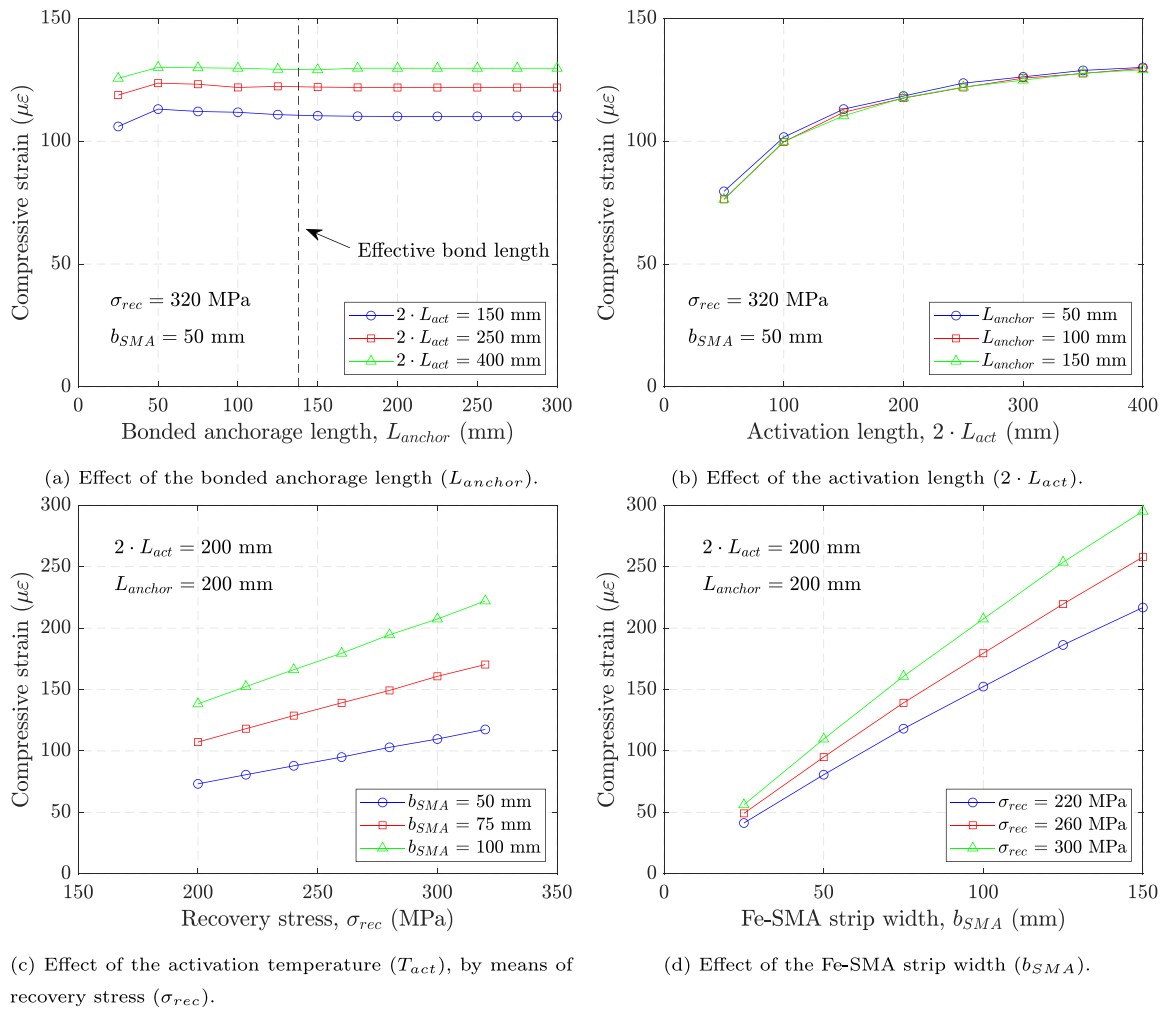 150
100
50
0
0
50
100
150
200
250
300
Compressive strain (με)
Bonded anchorage length, L_anchor (mm)
Effective bond length
σ_rec = 320 MPa
b_SMA = 50 mm
2 · L_act = 150 mm
2 · L_act = 250 mm
2 · L_act = 400 mm
(a) Effect of the bonded anchorage length (L_anchor).
150
100
50
0
0
100
200
300
400
Compressive strain (με)
Activation length, 2 · L_act (mm)
σ_rec = 320 MPa
b_SMA = 50 mm
L_anchor = 50 mm
L_anchor = 100 mm
L_anchor = 150 mm
(b) Effect of the activation length (2 · L_act).
300
250
200
150
100
50
0
150
200
250
300
350
Compressive strain (με)
Recovery stress, σ_rec (MPa)
2 · L_act = 200 mm
L_anchor = 200 mm
b_SMA = 50 mm
b_SMA = 75 mm
b_SMA = 100 mm
(c) Effect of the activation temperature (T_act), by means of
recovery stress (σ_rec).
300
250
200
150
100
50
0
0
50
100
150
Compressive strain (με)
Fe-SMA strip width, b_SMA (mm)
2 · L_act = 200 mm
L_anchor = 200 mm
σ_rec = 220 MPa
σ_rec = 260 MPa
σ_rec = 300 MPa
(d) Effect of the Fe-SMA strip width (b_SMA).